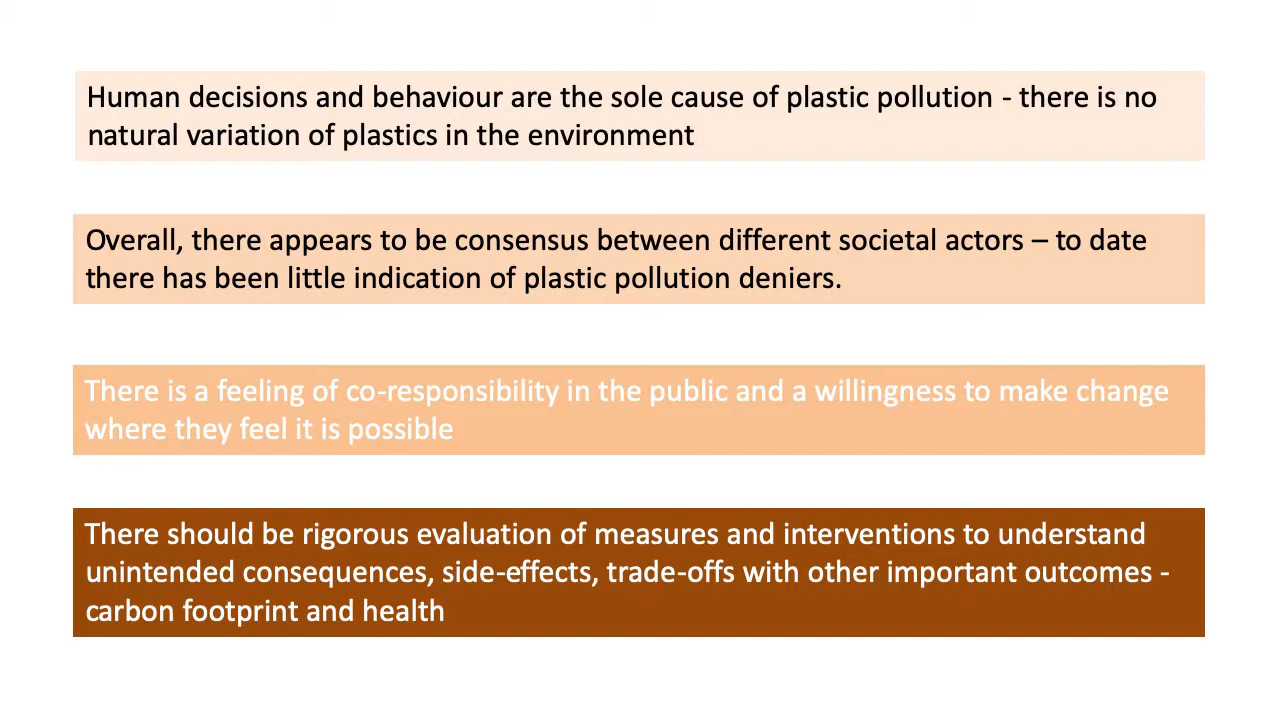 Human decisions and behaviour are the sole cause of plastic pollution - there is no
natural variation of plastics in the environment
Overall, there appears to be consensus between different societal actors – to date
there has been little indication of plastic pollution deniers.
There is a feeling of co-responsibility in the public and a willingness to make change
where they feel it is possible
There should be rigorous evaluation of measures and interventions to understand
unintended consequences, side-effects, trade-offs with other important outcomes -
carbon footprint and health